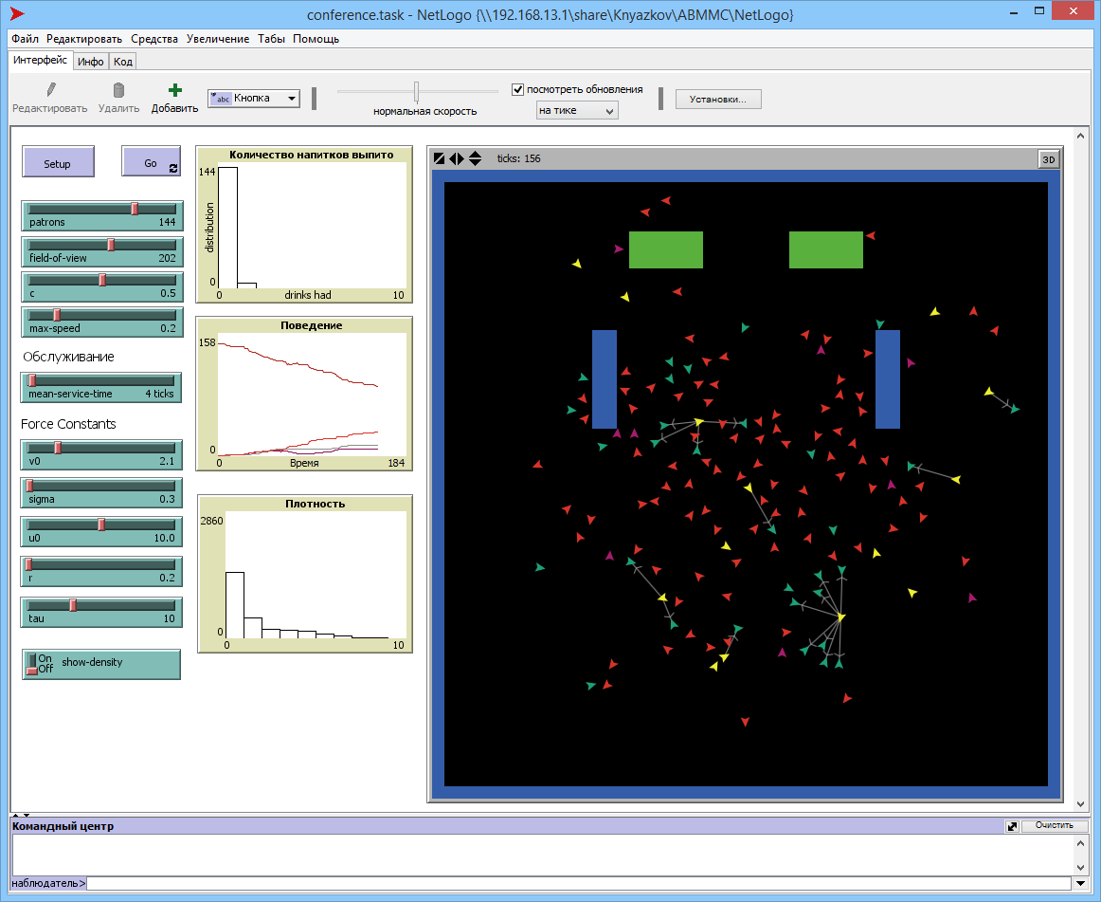 conference.task - NetLogo {\\192.168.13.1\share\Knyazkov\ABMMC\NetLogo}
Файл Редактировать Средства Увеличение Табы Помощь
Интерфейс Инфо Код
Редактировать Удалить Добавить abc Кнопка нормальная скорость посмотреть обновления на тике Установки...
Setup Go
patrons 144
field-of-view 202
c 0.5
max-speed 0.2
Обслуживание
mean-service-time 4 ticks
Force Constants
v0 2.1
sigma 0.3
u0 10.0
r 0.2
tau 10
On
Off show-density
Количество напитков выпито
144
distribution
0
0 drinks had 10
Поведение
158
0
0 Время 184
Плотность
2860
0
0 10
ticks: 156 3D
Командный центр Очистить
наблюдатель>